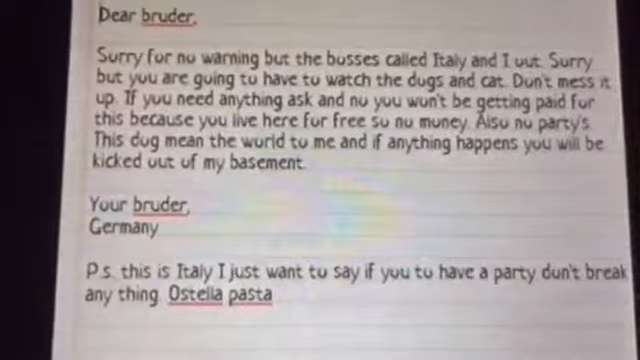 Dear bruder,
Sorry for no warning but the busses called Italy and I out. Sorry
but you are going to have to watch the dogs and cat. Don't mess it
up. If you need anything ask and no you won't be getting paid for
this because you live here for free so no money. Also no party's.
This dog mean the world to me and if anything happens you will be
kicked out of my basement.
Your bruder,
Germany
P.s. this is Italy I just want to say if you to have a party don't break
any thing. Ostella pasta